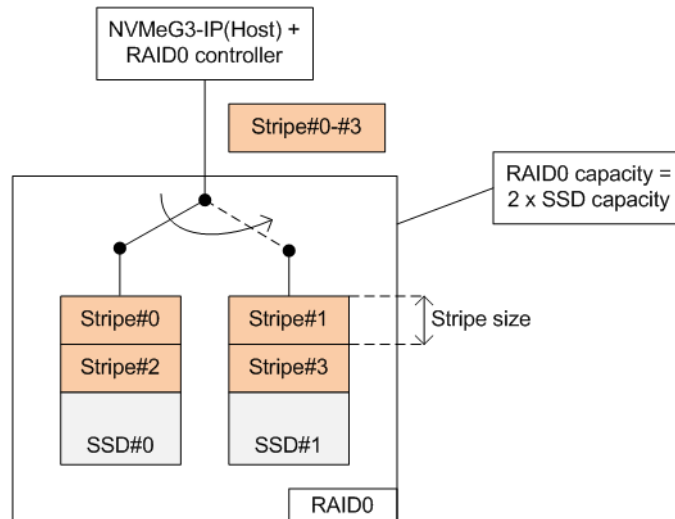 NVMeG3-IP(Host) +
RAID0 controller
Stripe#0-#3
RAID0 capacity =
2 x SSD capacity
Stripe#0
Stripe#1
Stripe size
Stripe#2
Stripe#3
SSD#0
SSD#1
RAID0